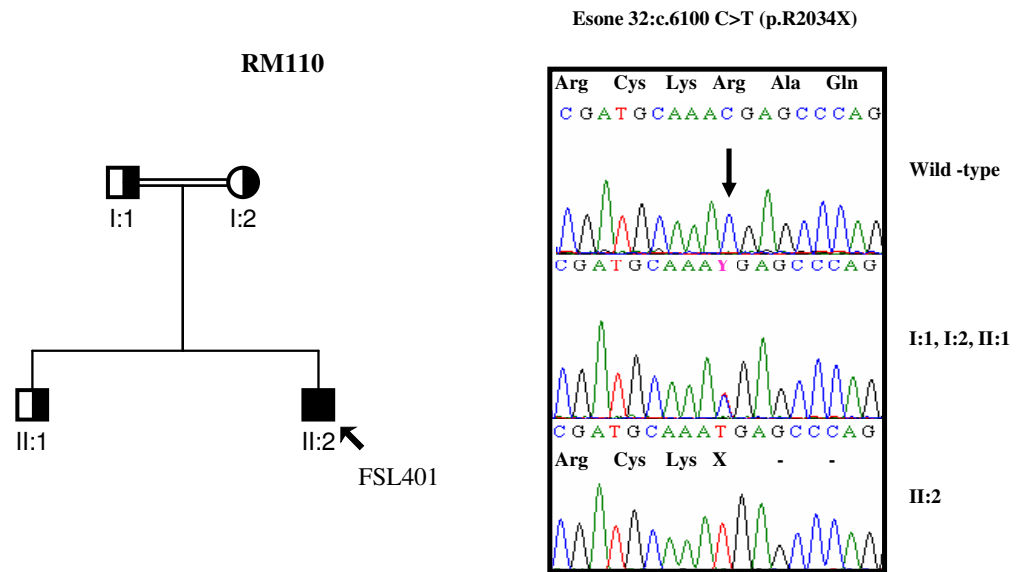 Esone 32:c.6100 C>T (p.R2034X)
RM110
I:1
I:2
II:1
II:2
FSL401
Arg Cys Lys Arg Ala Gln
C G A T G C A A A C G A G C C C A G
Wild -type
C G A T G C A A A Y G A G C C C A G
I:1, I:2, II:1
C G A T G C A A A T G A G C C C A G
Arg Cys Lys X - -
II:2